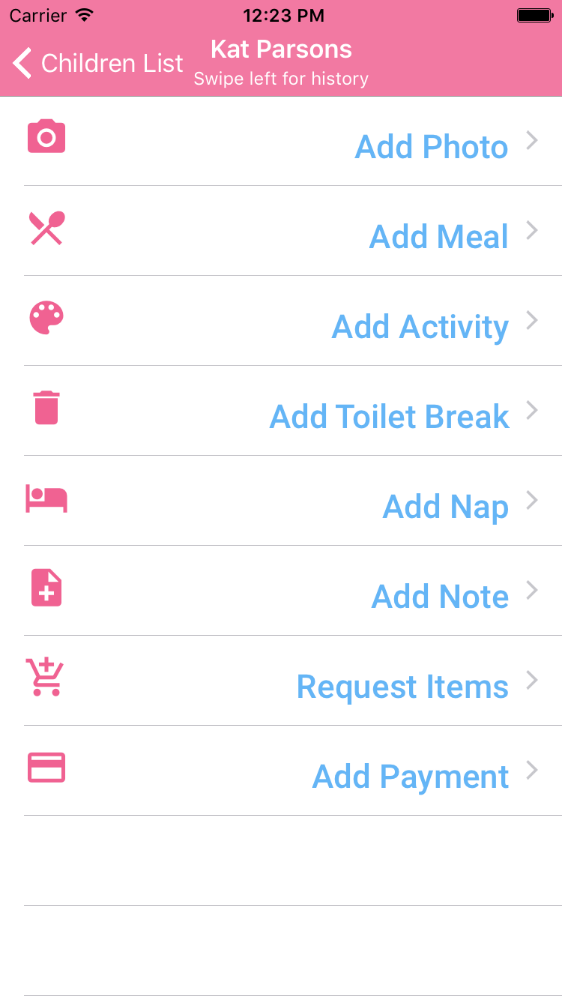 Carrier 12:23 PM
Children List
Kat Parsons
Swipe left for history
Add Photo
Add Meal
Add Activity
Add Toilet Break
Add Nap
Add Note
Request Items
Add Payment